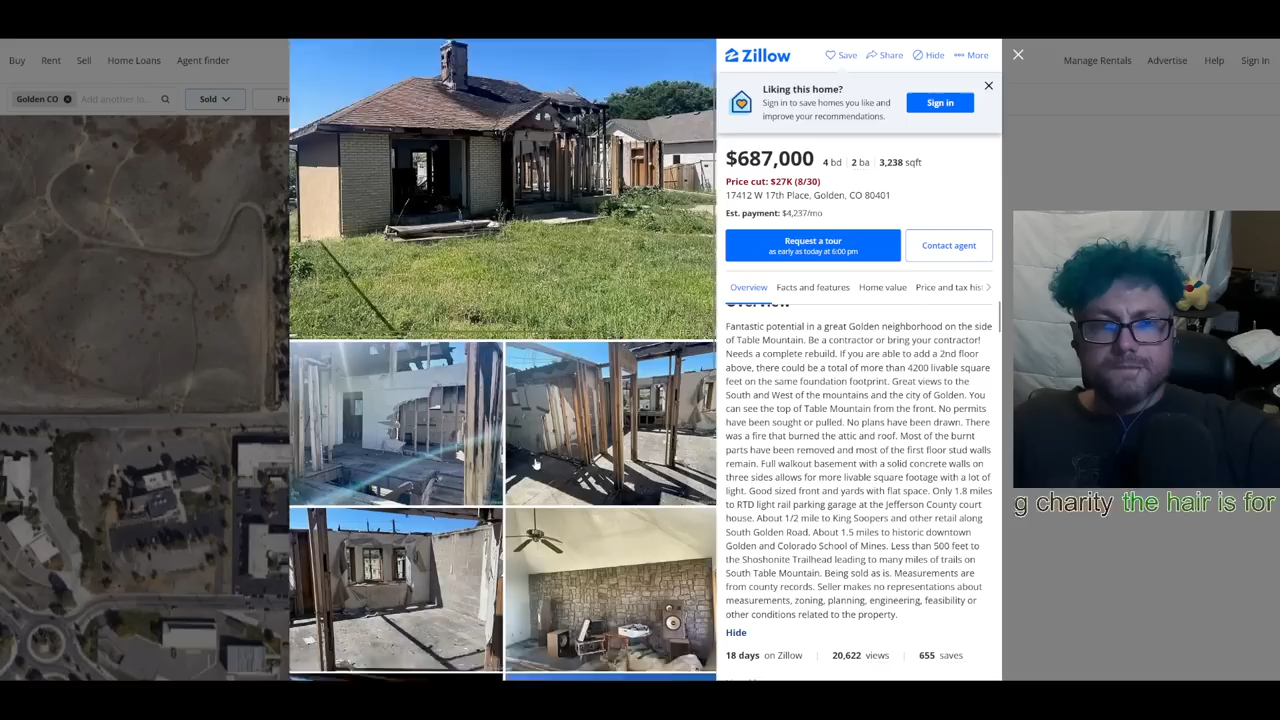 Buy Rent Sell Home Loans Agent finder
Manage Rentals Advertise Help Sign In
Golden CO Add another lo... Sold
Zillow
Save Share Hide More
Liking this home?
Sign in to save homes you like and
improve your recommendations.
Sign in
$687,000 4 bd 2 ba 3,238 sqft
Price cut: $27K (8/30)
17412 W 17th Place, Golden, CO 80401
Est. payment: $4,237/mo
Request a tour
as early as today at 6:00 pm
Contact agent
Overview Facts and features Home value Price and tax his
Overview
Fantastic potential in a great Golden neighborhood on the side
of Table Mountain. Be a contractor or bring your contractor!
Needs a complete rebuild. If you are able to add a 2nd floor
above, there could be a total of more than 4200 livable square
feet on the same foundation footprint. Great views to the
South and West of the mountains and the city of Golden. You
can see the top of Table Mountain from the front. No permits
have been sought or pulled. No plans have been drawn. There
was a fire that burned the attic and roof. Most of the burnt
parts have been removed and most of the first floor stud walls
remain. Full walkout basement with a solid concrete walls on
three sides allows for more livable square footage with a lot of
light. Good sized front and yards with flat space. Only 1.8 miles
to RTD light rail parking garage at the Jefferson County court
house. About 1/2 mile to King Soopers and other retail along
South Golden Road. About 1.5 miles to historic downtown
Golden and Colorado School of Mines. Less than 500 feet to
the Shoshonite Trailhead leading to many miles of trails on
South Table Mountain. Being sold as is. Measurements are
from county records. Seller makes no representations about
measurements, zoning, planning, engineering, feasibility or
other conditions related to the property.
Hide
18 days on Zillow 20,622 views 655 saves
g charity the hair is for